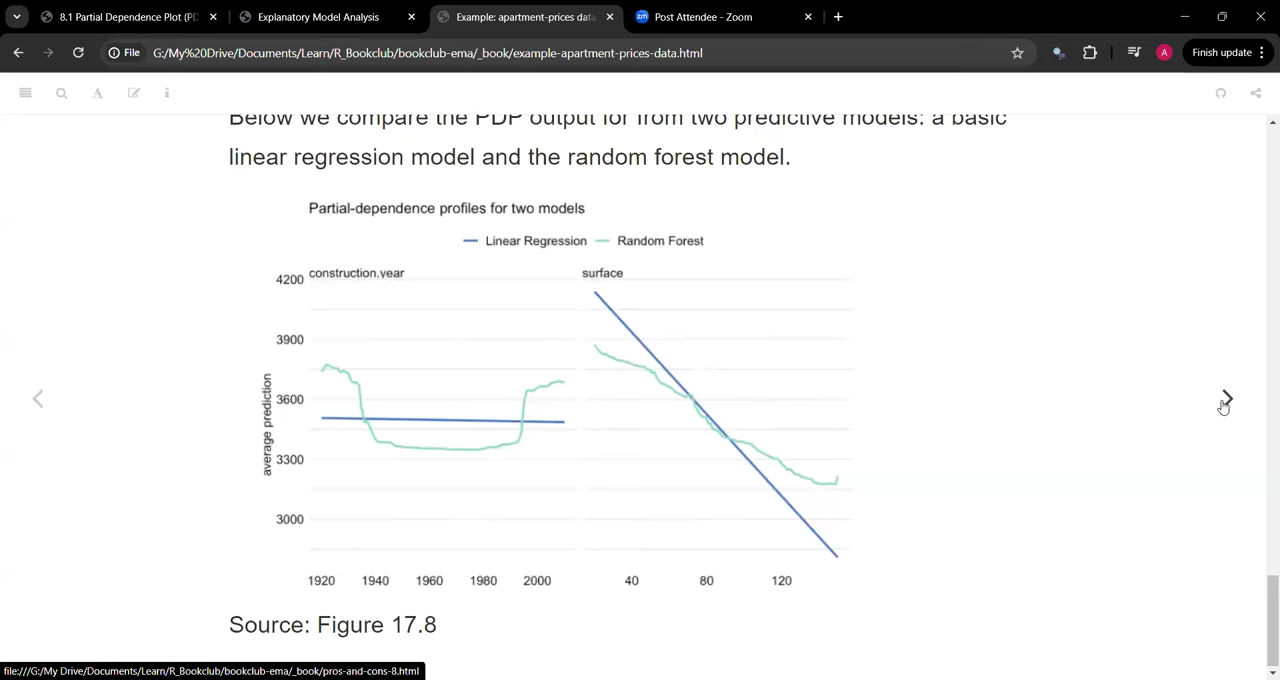 8.1 Partial Dependence Plot (PD
Explanatory Model Analysis
Example: apartment-prices data
zm Post Attendee - Zoom
File G:/My%20Drive/Documents/Learn/R_Bookclub/bookclub-ema/_book/example-apartment-prices-data.html
A
Finish update
Below we compare the PDP output for from two predictive models: a basic
linear regression model and the random forest model.
Partial-dependence profiles for two models
Linear Regression Random Forest
construction.year surface
4200
3900
3600
3300
3000
average prediction
1920 1940 1960 1980 2000 40 80 120
Source: Figure 17.8
file:///G:/My Drive/Documents/Learn/R_Bookclub/bookclub-ema/_book/pros-and-cons-8.html